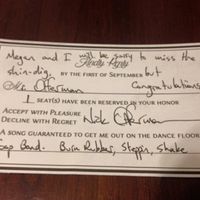 Megan and I will be sorry to miss the
Kindly Reply
shin-dig, BY THE FIRST OF SEPTEMBER but
Mr. Offerman Congratulations
1 SEAT(S) HAVE BEEN RESERVED IN YOUR HONOR
ACCEPT WITH PLEASURE
DECLINE WITH REGRET Nick Offerman
A SONG GUARANTEED TO GET ME OUT ON THE DANCE FLOOR
Gap Band. Burn Rubber, Steppin, Shake